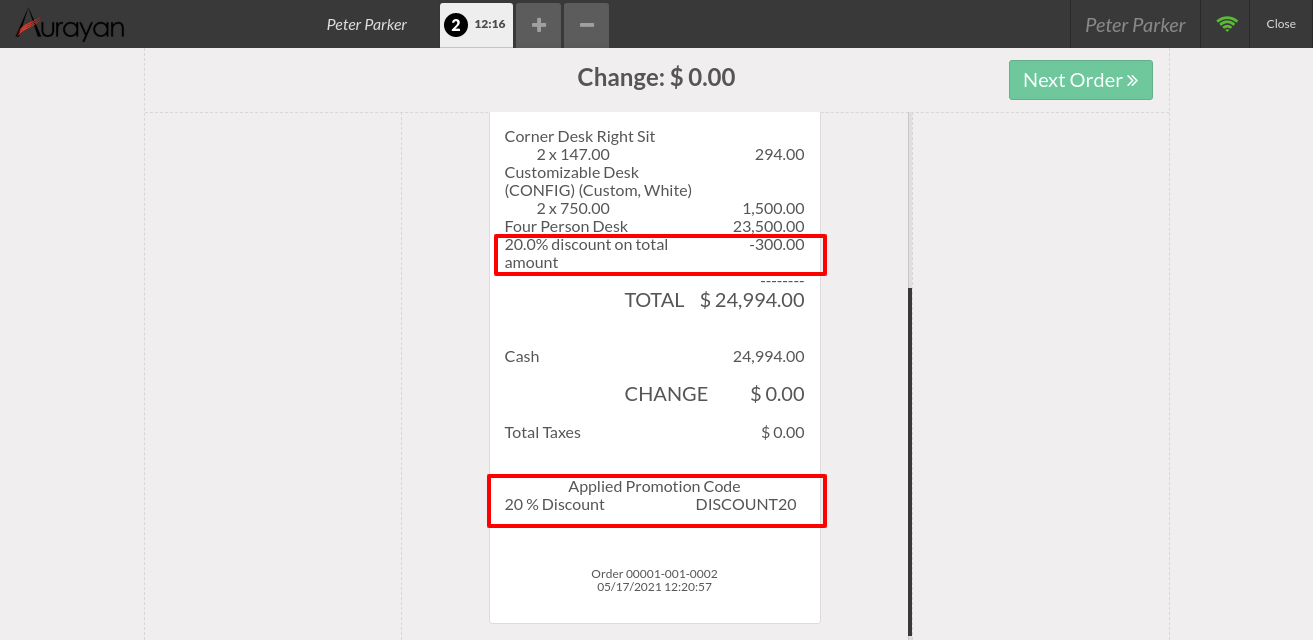 Aurayan Peter Parker 2 12:16 + − Peter Parker Close
Change: $ 0.00 Next Order »
Corner Desk Right Sit
2 x 147.00 294.00
Customizable Desk
(CONFIG) (Custom, White)
2 x 750.00 1,500.00
Four Person Desk 23,500.00
20.0% discount on total -300.00
amount
--------
TOTAL $ 24,994.00
Cash 24,994.00
CHANGE $ 0.00
Total Taxes $ 0.00
Applied Promotion Code
20 % Discount DISCOUNT20
Order 00001-001-0002
05/17/2021 12:20:57